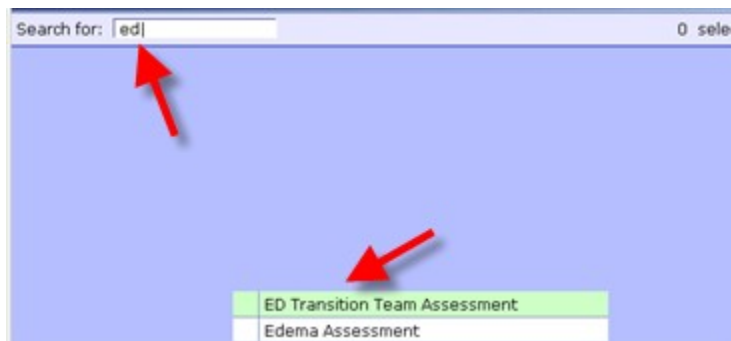 Search for: ed 0 sele
ED Transition Team Assessment
Edema Assessment